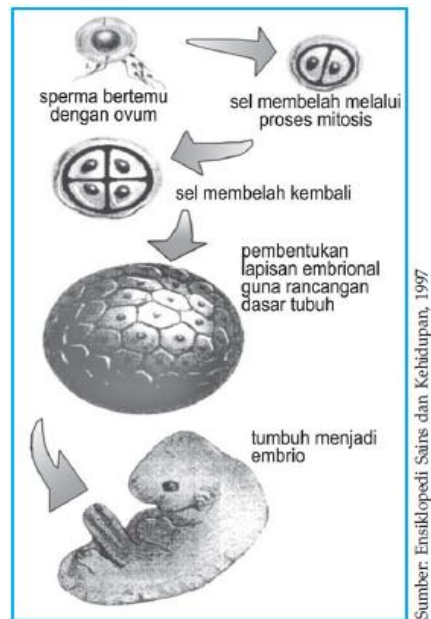 sperma bertemu
dengan ovum
sel membelah melalui
proses mitosis
sel membelah kembali
pembentukan
lapisan embrional
guna rancangan
dasar tubuh
tumbuh menjadi
embrio
Sumber: Ensiklopedi Sains dan Kehidupan, 1997